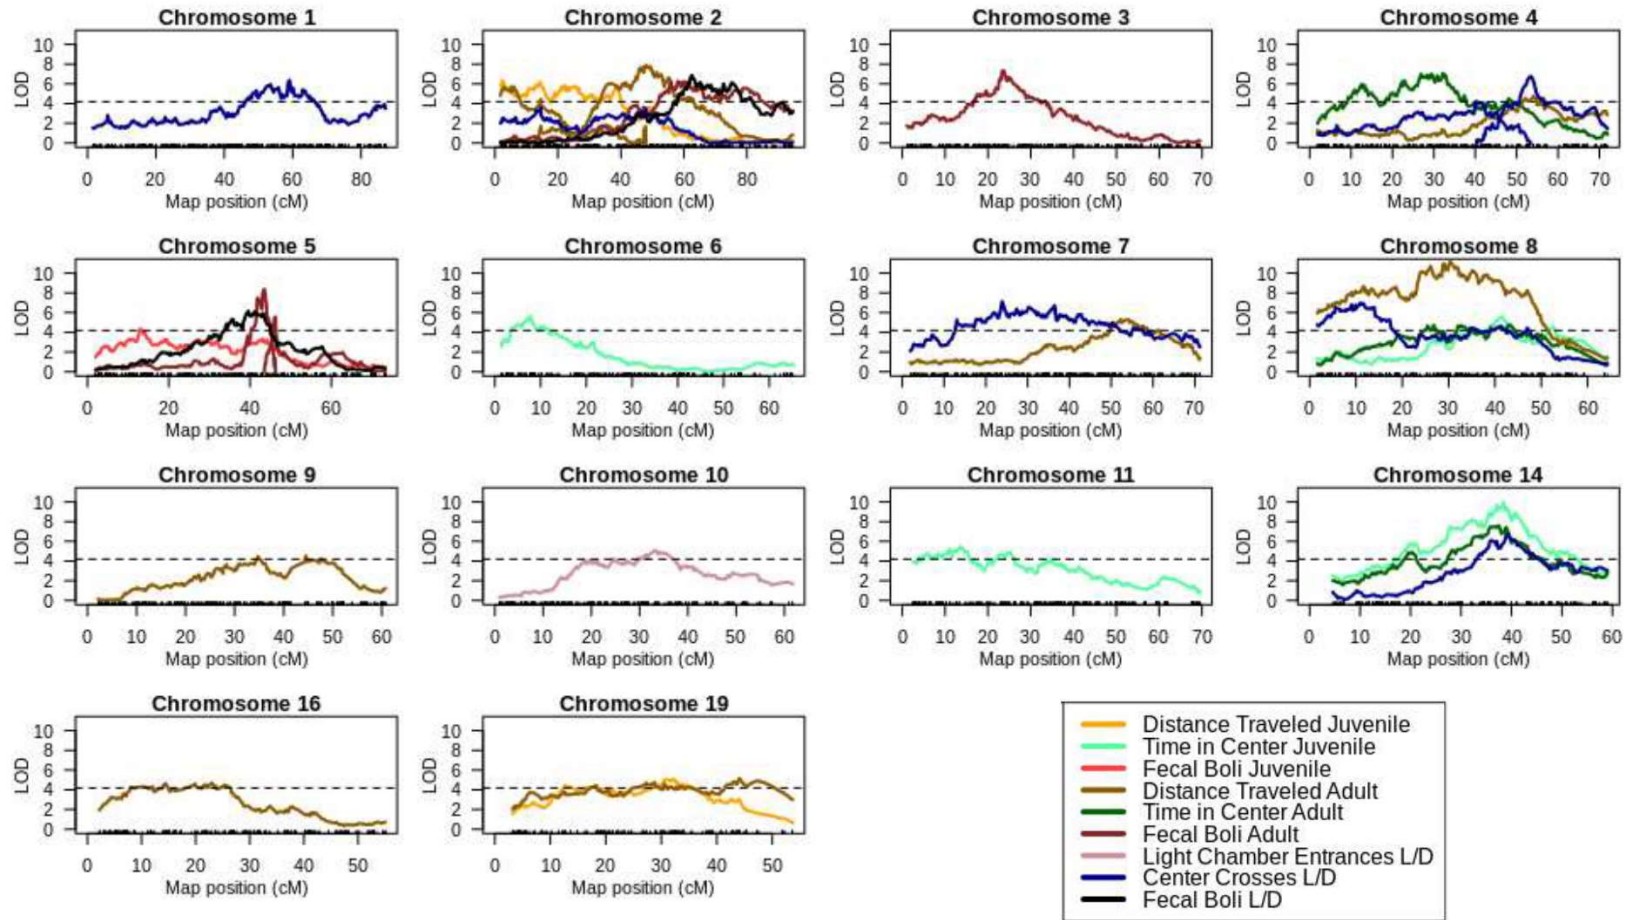 Chromosome 1
LOD
10
8
6
4
2
0
0 20 40 60 80
Map position (cM)
Chromosome 2
LOD
10
8
6
4
2
0
0 20 40 60 80
Map position (cM)
Chromosome 3
LOD
10
8
6
4
2
0
0 10 20 30 40 50 60 70
Map position (cM)
Chromosome 4
LOD
10
8
6
4
2
0
0 10 20 30 40 50 60 70
Map position (cM)
Chromosome 5
LOD
10
8
6
4
2
0
0 20 40 60
Map position (cM)
Chromosome 6
LOD
10
8
6
4
2
0
0 10 20 30 40 50 60
Map position (cM)
Chromosome 7
LOD
10
8
6
4
2
0
0 10 20 30 40 50 60 70
Map position (cM)
Chromosome 8
LOD
10
8
6
4
2
0
0 10 20 30 40 50 60
Map position (cM)
Chromosome 9
LOD
10
8
6
4
2
0
0 10 20 30 40 50 60
Map position (cM)
Chromosome 10
LOD
10
8
6
4
2
0
0 10 20 30 40 50 60
Map position (cM)
Chromosome 11
LOD
10
8
6
4
2
0
0 10 20 30 40 50 60 70
Map position (cM)
Chromosome 14
LOD
10
8
6
4
2
0
0 10 20 30 40 50 60
Map position (cM)
Chromosome 16
LOD
10
8
6
4
2
0
0 10 20 30 40 50
Map position (cM)
Chromosome 19
LOD
10
8
6
4
2
0
0 10 20 30 40 50
Map position (cM)
Distance Traveled Juvenile
Time in Center Juvenile
Fecal Boli Juvenile
Distance Traveled Adult
Time in Center Adult
Fecal Boli Adult
Light Chamber Entrances L/D
Center Crosses L/D
Fecal Boli L/D